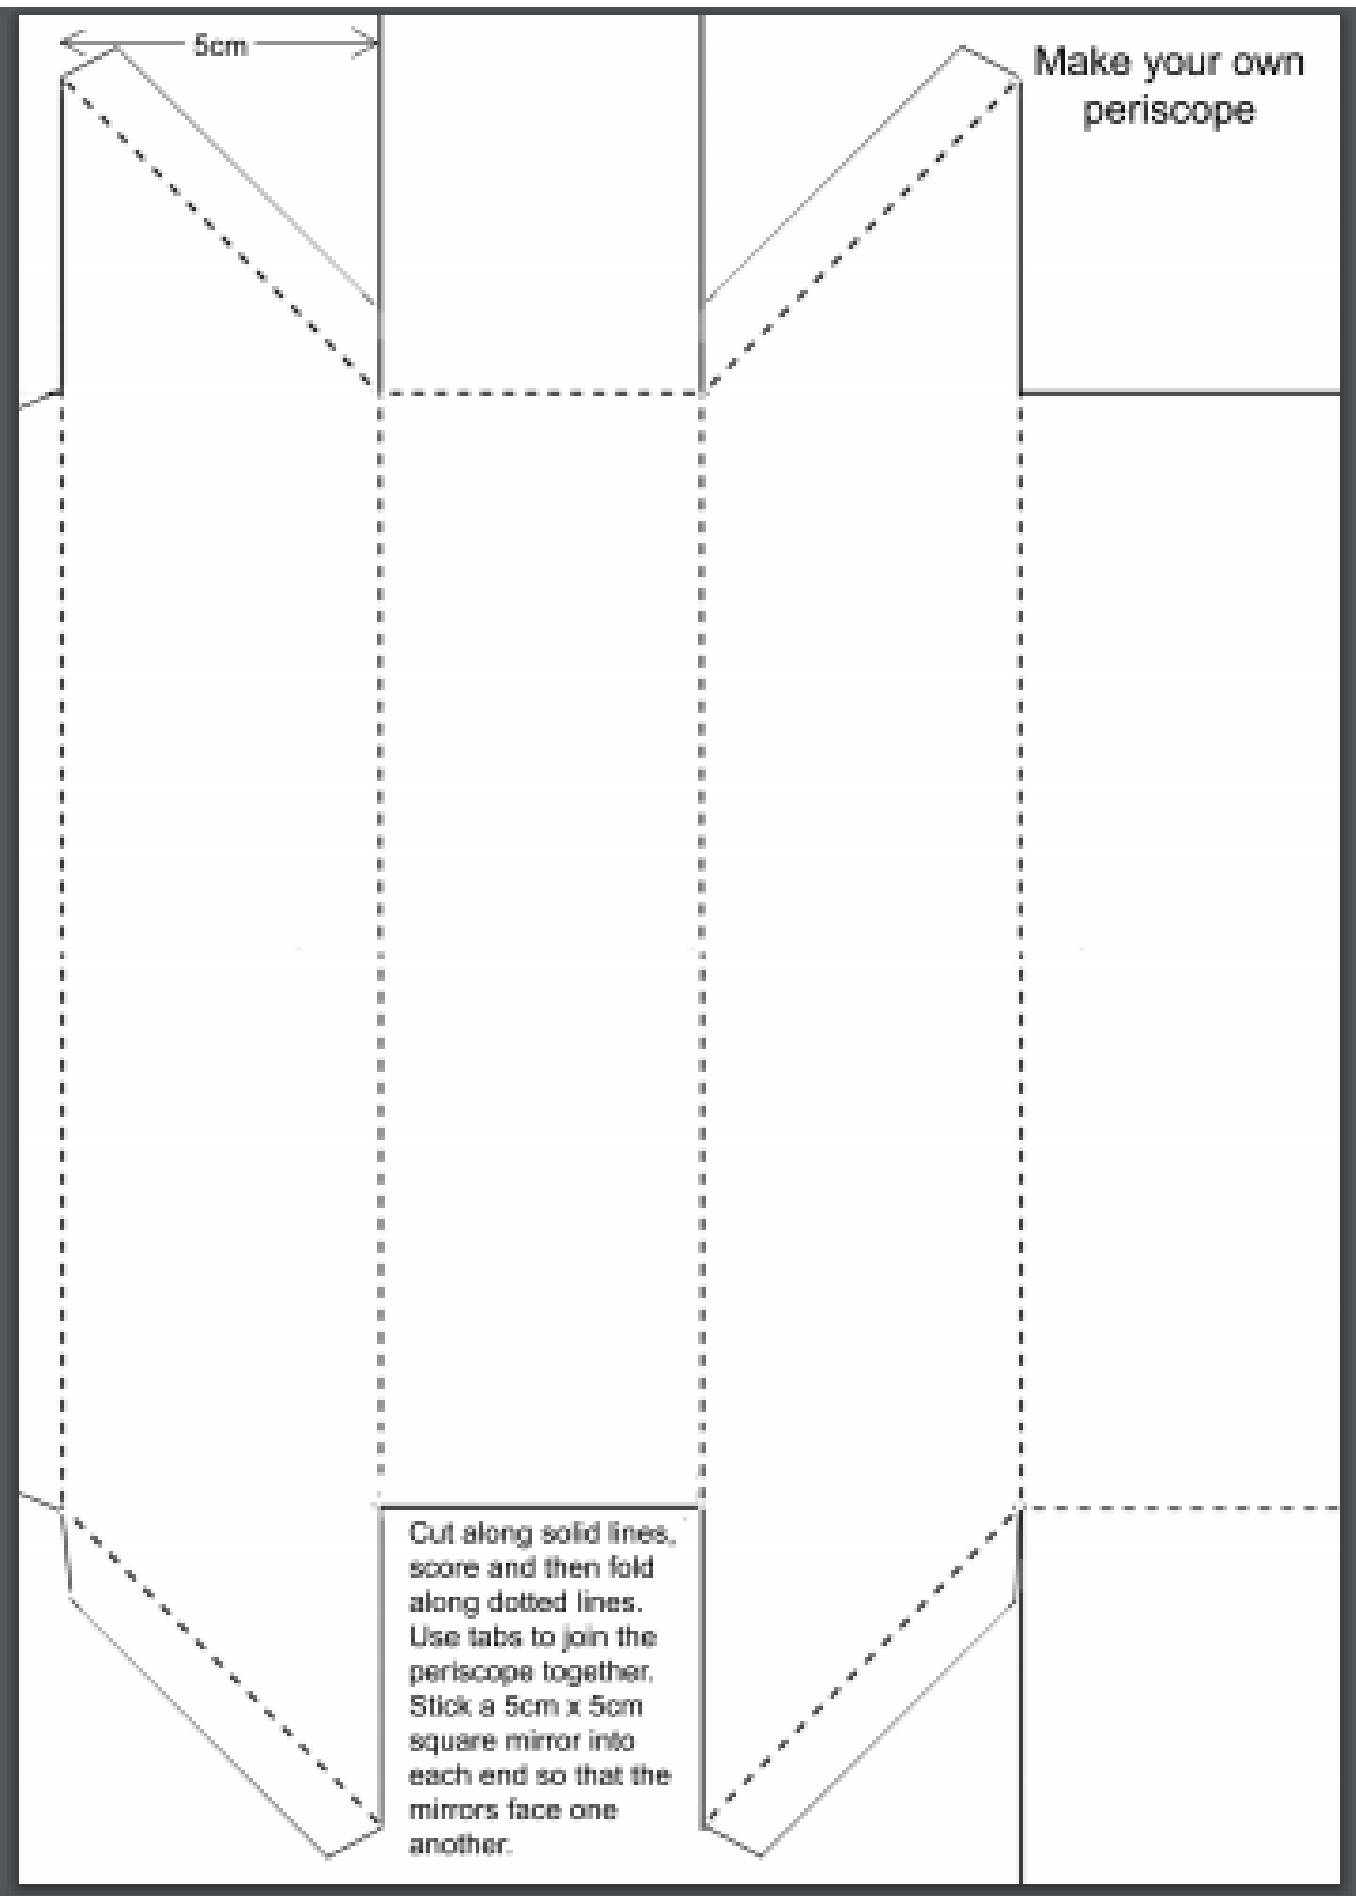 5cm
Make your own
periscope
Cut along solid lines,
score and then fold
along dotted lines.
Use tabs to join the
periscope together.
Stick a 5cm x 5cm
square mirror into
each end so that the
mirrors face one
another.